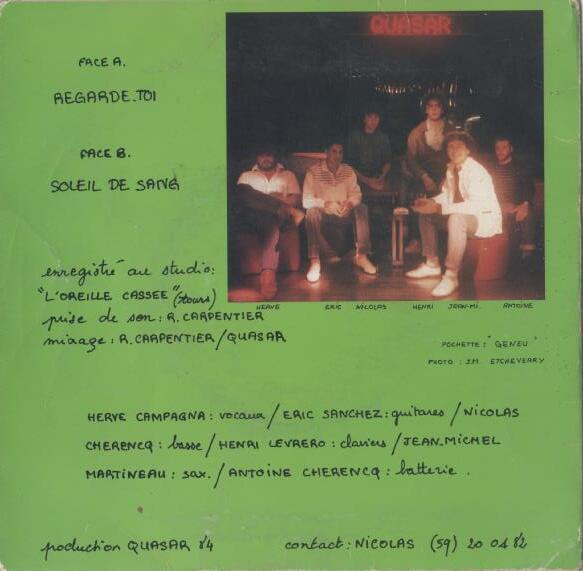 QUASAR
FACE A.
REGARDE-TOI
FACE B.
SOLEIL DE SANG
enregistré au studio:
"L'OREILLE CASSEE" (tours)
prise de son: R. CARPENTIER
mixage: R. CARPENTIER/QUASAR
HERVE ERIC NICOLAS HENRI JEAN-MI. ANTOINE
POCHETTE: "GENEU"
PHOTO: J.M. ETCHEVERRY
HERVE CAMPAGNA: vocaux/ERIC SANCHEZ: guitares/NICOLAS
CHERENCQ: basse/HENRI LEVRERO: claviers/JEAN.MICHEL
MARTINEAU: sax./ANTOINE CHERENCQ: batterie.
production QUASAR 84
contact: NICOLAS (59) 20 04 82